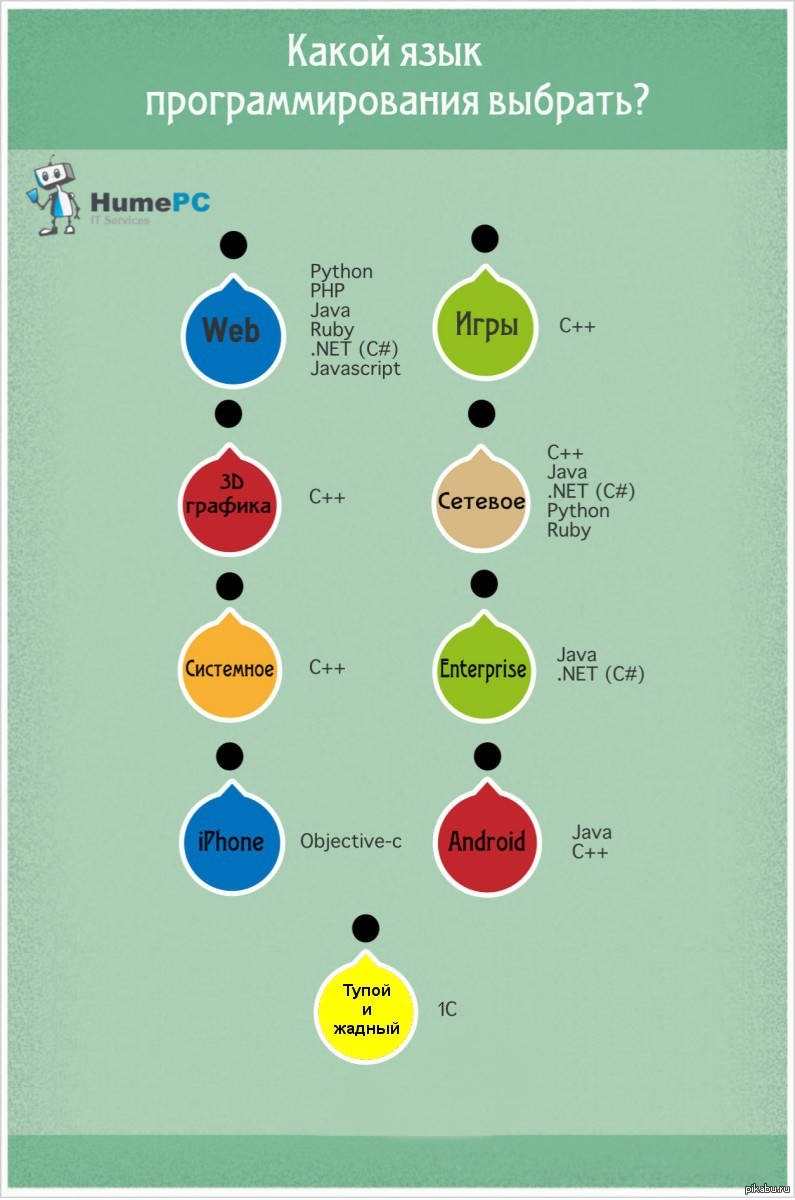 Какой язык
программирования выбрать?
HumePC
IT Services
Web
Python
PHP
Java
Ruby
.NET (C#)
Javascript
Игры
C++
3D
графика
C++
Сетевое
C++
Java
.NET (C#)
Python
Ruby
Системное
C++
Enterprise
Java
.NET (C#)
iPhone
Objective-c
Android
Java
C++
Тупой
и
жадный
1C
pikabu.ru